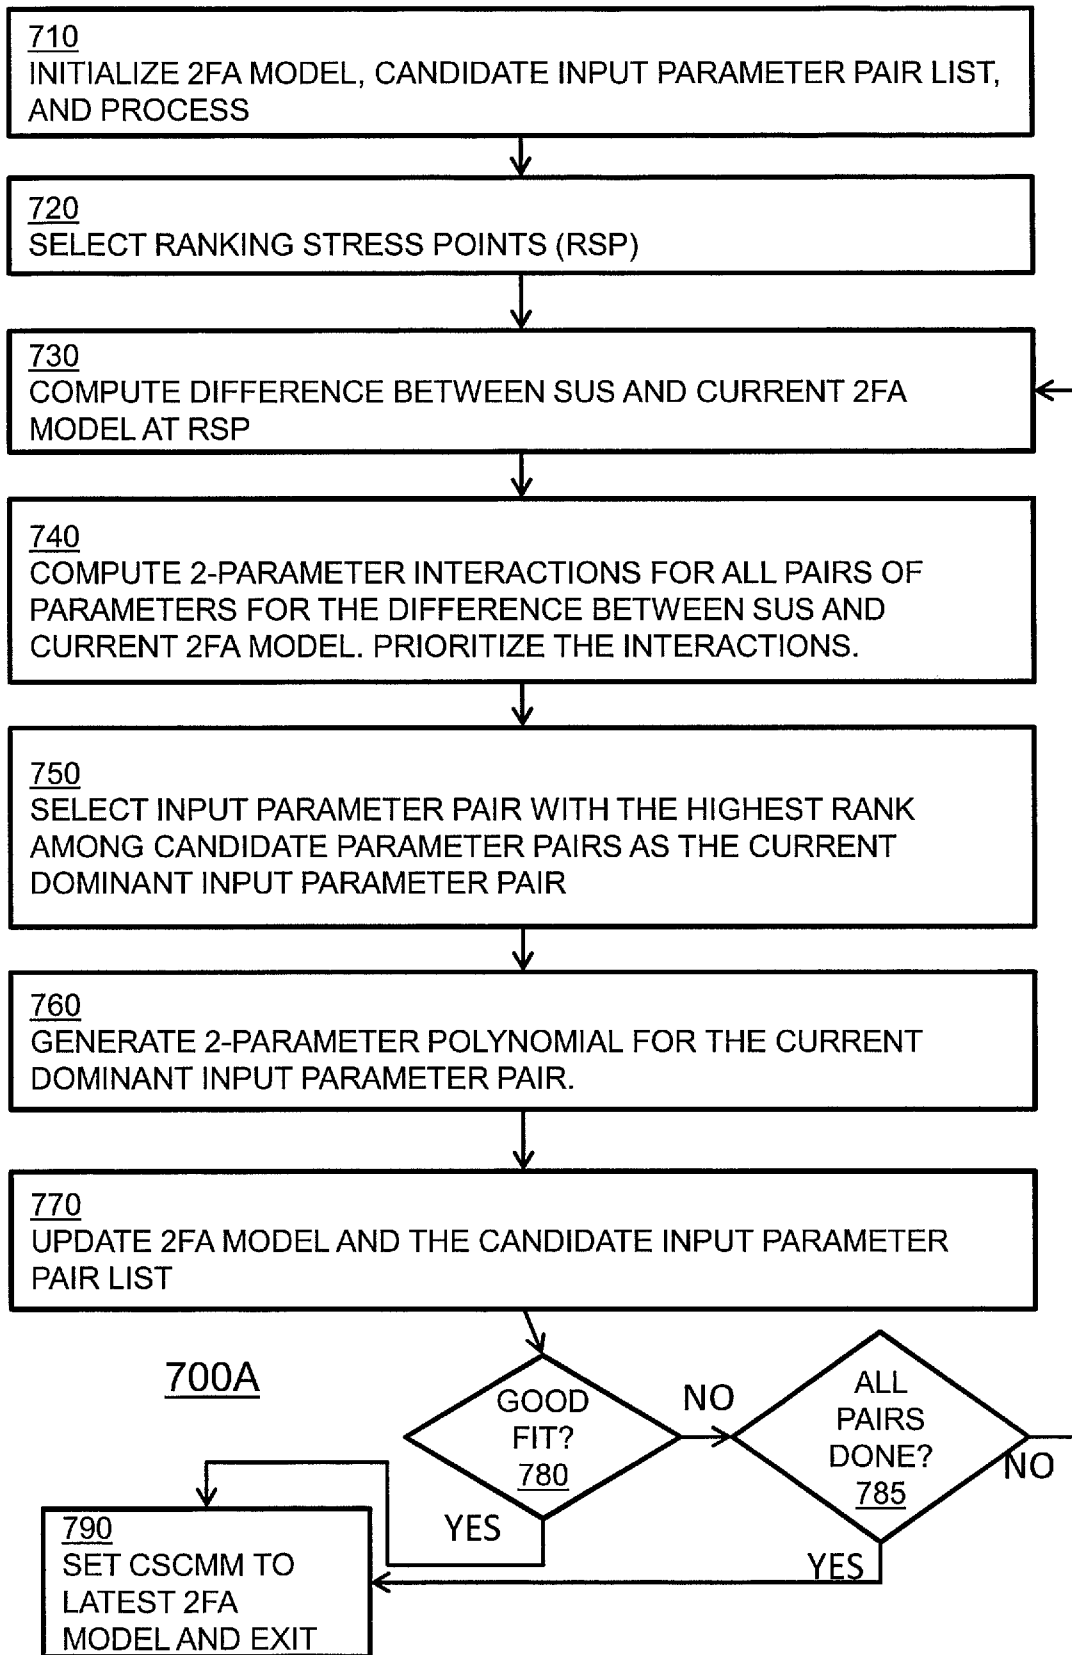 710
INITIALIZE 2FA MODEL, CANDIDATE INPUT PARAMETER PAIR LIST,
AND PROCESS
720
SELECT RANKING STRESS POINTS (RSP)
730
COMPUTE DIFFERENCE BETWEEN SUS AND CURRENT 2FA
MODEL AT RSP
740
COMPUTE 2-PARAMETER INTERACTIONS FOR ALL PAIRS OF
PARAMETERS FOR THE DIFFERENCE BETWEEN SUS AND
CURRENT 2FA MODEL. PRIORITIZE THE INTERACTIONS.
750
SELECT INPUT PARAMETER PAIR WITH THE HIGHEST RANK
AMONG CANDIDATE PARAMETER PAIRS AS THE CURRENT
DOMINANT INPUT PARAMETER PAIR
760
GENERATE 2-PARAMETER POLYNOMIAL FOR THE CURRENT
DOMINANT INPUT PARAMETER PAIR.
770
UPDATE 2FA MODEL AND THE CANDIDATE INPUT PARAMETER
PAIR LIST
700A
GOOD
FIT?
780
NO
YES
ALL
PAIRS
DONE?
785
NO
YES
790
SET CSCMM TO
LATEST 2FA
MODEL AND EXIT